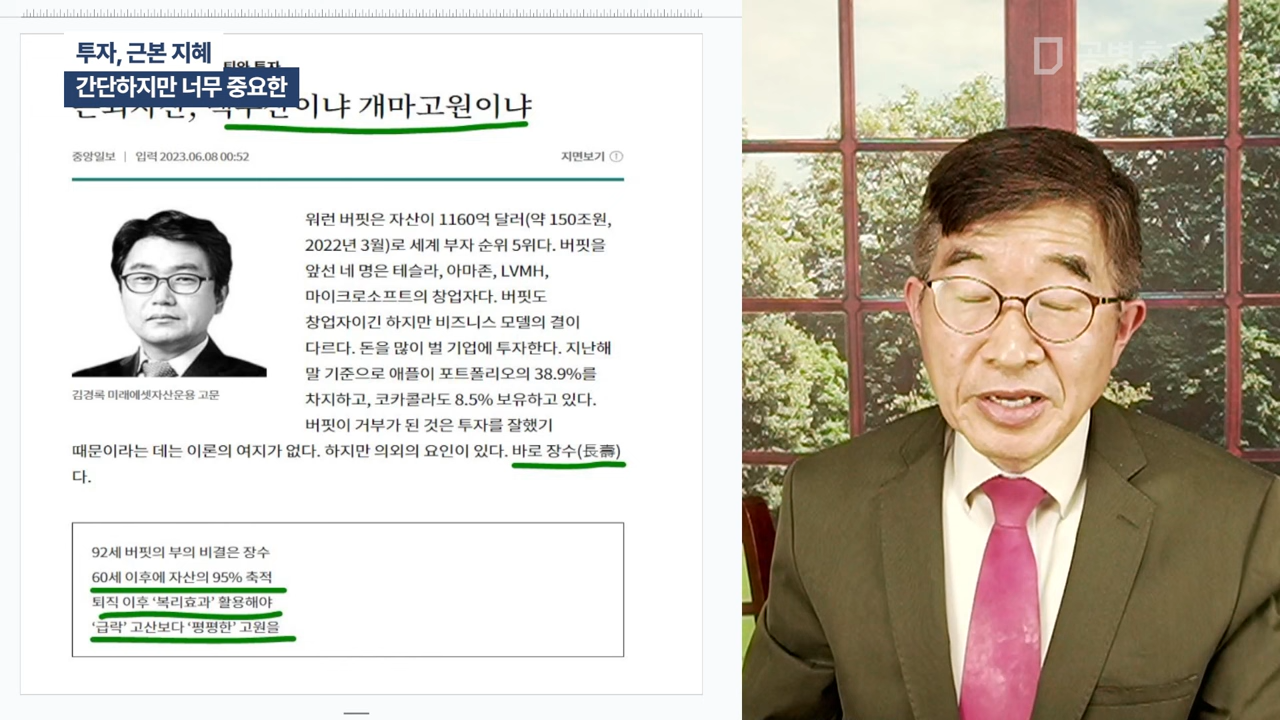 투자, 근본 지혜
간단하지만 너무 중요한
이냐 개마고원이냐
중앙일보 | 입력 2023.06.08 00:52
지면보기
워런 버핏은 자산이 1160억 달러(약 150조원,
2022년 3월)로 세계 부자 순위 5위다. 버핏을
앞선 네 명은 테슬라, 아마존, LVMH,
마이크로소프트의 창업자다. 버핏도
창업자이긴 하지만 비즈니스 모델의 결이
다르다. 돈을 많이 벌 기업에 투자한다. 지난해
말 기준으로 애플이 포트폴리오의 38.9%를
차지하고, 코카콜라도 8.5% 보유하고 있다.
버핏이 거부가 된 것은 투자를 잘했기
때문이라는 데는 이론의 여지가 없다. 하지만 의외의 요인이 있다. 바로 장수(長壽)
다.
김경록 미래에셋자산운용 고문
92세 버핏의 부의 비결은 장수
60세 이후에 자산의 95% 축적
퇴직 이후 ‘복리효과’ 활용해야
‘급락’ 고산보다 ‘평평한’ 고원을